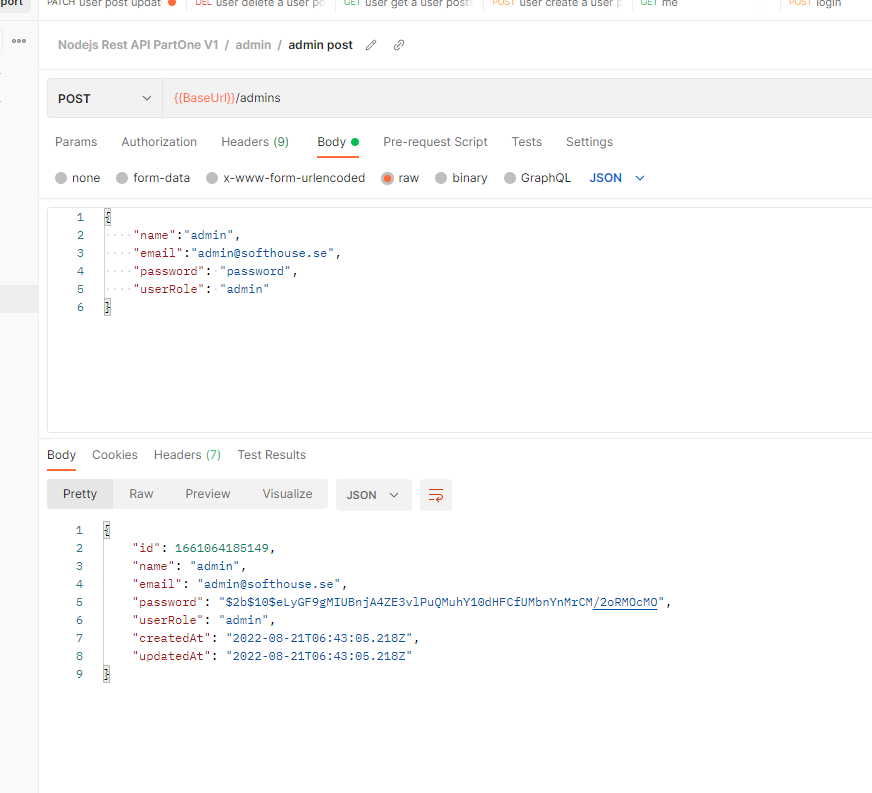 port PATCH user post updat DEL user delete a user po GET user get a user posts POST user create a user p GET me POST login
Nodejs Rest API PartOne V1 / admin / admin post
POST {{BaseUrl}}/admins
Params Authorization Headers (9) Body Pre-request Script Tests Settings
none form-data x-www-form-urlencoded raw binary GraphQL JSON
1 {
2 "name":"admin",
3 "email":"admin@softhouse.se",
4 "password": "password",
5 "userRole": "admin"
6 }
Body Cookies Headers (7) Test Results
Pretty Raw Preview Visualize JSON
1 {
2 "id": 1661064185149,
3 "name": "admin",
4 "email": "admin@softhouse.se",
5 "password": "$2b$10$eLyGF9gMIUBnjA4ZE3vlPuQMuhY10dHFCfUMbnYnMrCM/2oRMOcMO",
6 "userRole": "admin",
7 "createdAt": "2022-08-21T06:43:05.218Z",
8 "updatedAt": "2022-08-21T06:43:05.218Z"
9 }